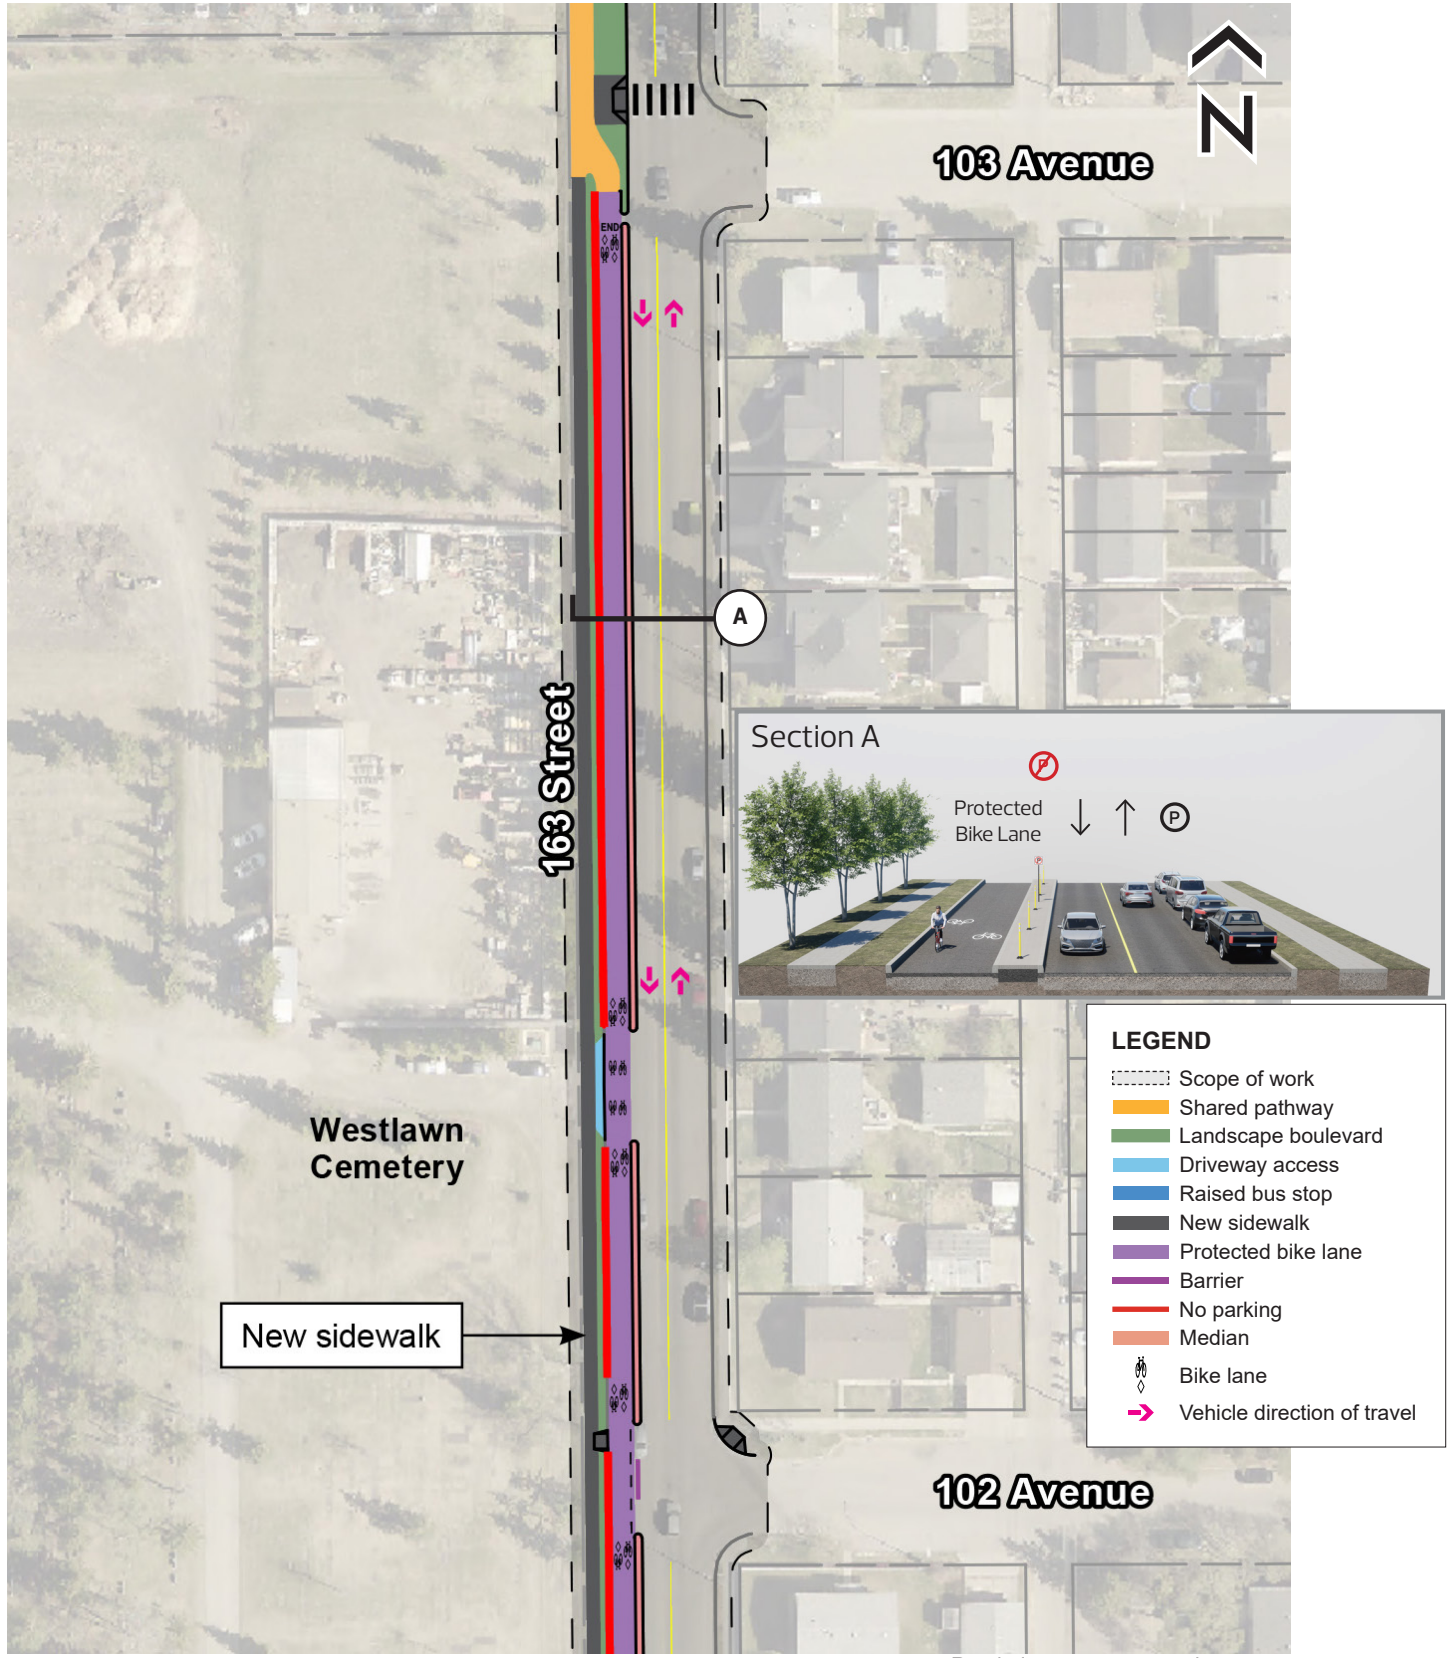 N
103 Avenue
END
A
163 Street
Section A
P
Protected
Bike Lane
P
P
Westlawn
Cemetery
New sidewalk
102 Avenue
LEGEND
Scope of work
Shared pathway
Landscape boulevard
Driveway access
Raised bus stop
New sidewalk
Protected bike lane
Barrier
No parking
Median
Bike lane
Vehicle direction of travel